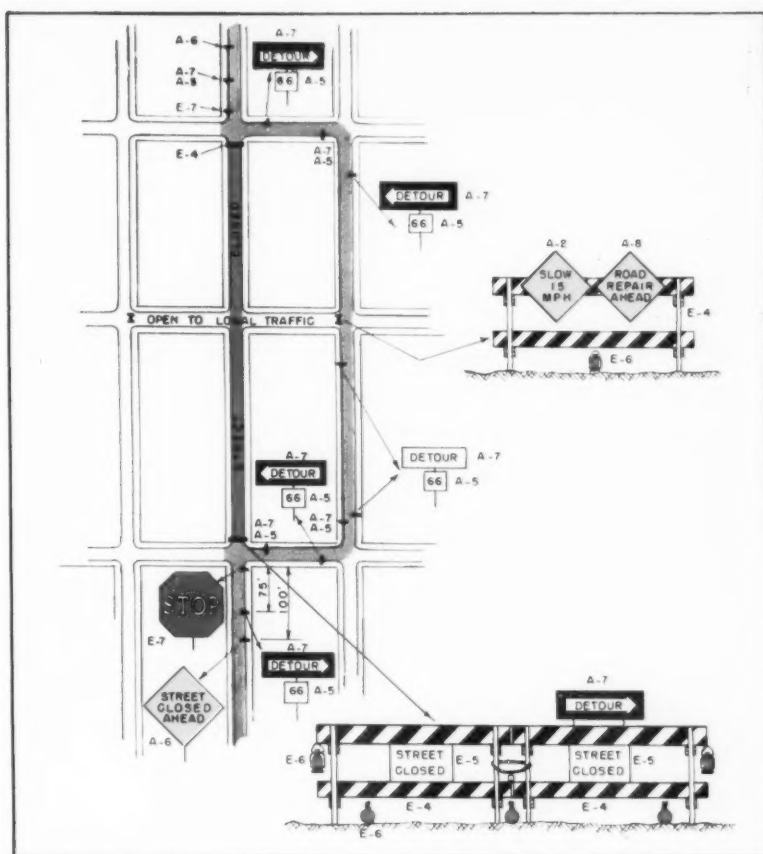 A-6
A-7
DETOUR
66 A-5
A-7
A-5
E-7
E-4
A-7
A-5
CLOSED
DETOUR A-7
66 A-5
A-2 A-8
SLOW
15
MPH
ROAD
REPAIR
AHEAD
E-4
E-6
OPEN TO LOCAL TRAFFIC
STREET
A-7
DETOUR
66 A-5
DETOUR A-7
66 A-5
A-7
A-5
A-7
A-5
STOP
E-7
75'
100'
A-7
DETOUR
66 A-5
STREET
CLOSED
AHEAD
A-6
A-7
DETOUR
E-6
STREET
CLOSED
E-5
E-5
STREET
CLOSED
E-4 E-4
E-6